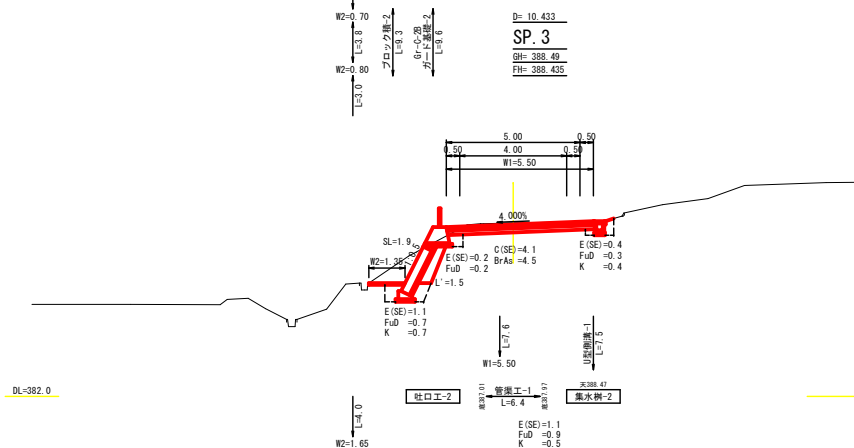 W2=0.70
L=3.8
W2=0.80
L=3.0
ブロック積-2
L=9.3
Gr-C-2B
ガード基礎-2
L=9.6
D= 10.433
SP.3
GH= 388.49
FH= 388.435
5.00
0.50
0.50
4.00
0.50
W1=5.50
4.000%
SL=1.9
W2=1.35
L'=1.5
E(SE)=0.2
FuD =0.2
C(SE)=4.1
BrAs =4.5
E(SE)=0.4
FuD =0.3
K =0.4
E(SE)=1.1
FuD =0.7
K =0.7
L=7.6
W1=5.50
U型側溝-1
L=7.5
DL=382.0
吐口工-2
管渠工-1
L=6.4
天388.47
集水桝-2
L=4.0
W2=1.65
E(SE)=1.1
FuD =0.9
K =0.5